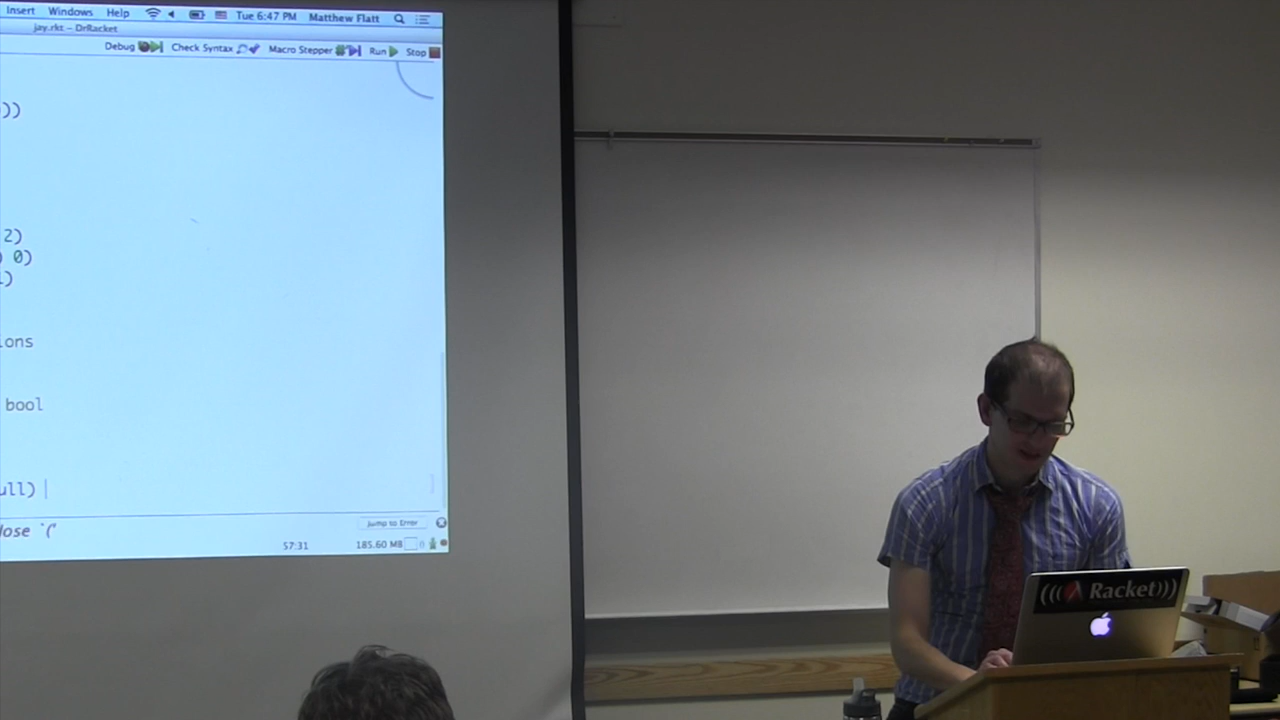 Insert Windows Help Tue 6:47 PM Matthew Flatt
jay.rkt - DrRacket
Debug Check Syntax Macro Stepper Run Stop
))
2)
) 0)
)
ions
bool
ull)
lose `('
Jump to Error
57:31 185.60 MB
(((Racket)))